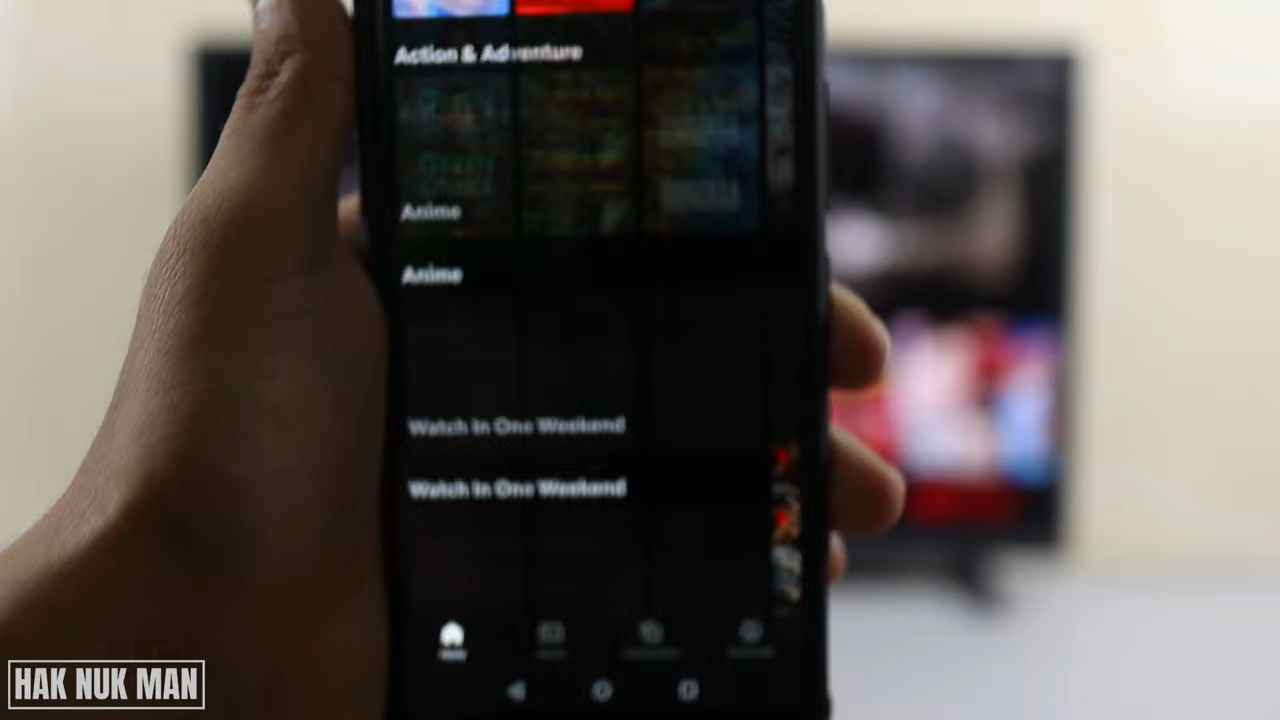 Action & Adventure
Anime
Anime
Watch In One Weekend
Watch In One Weekend
HAK NUK MAN